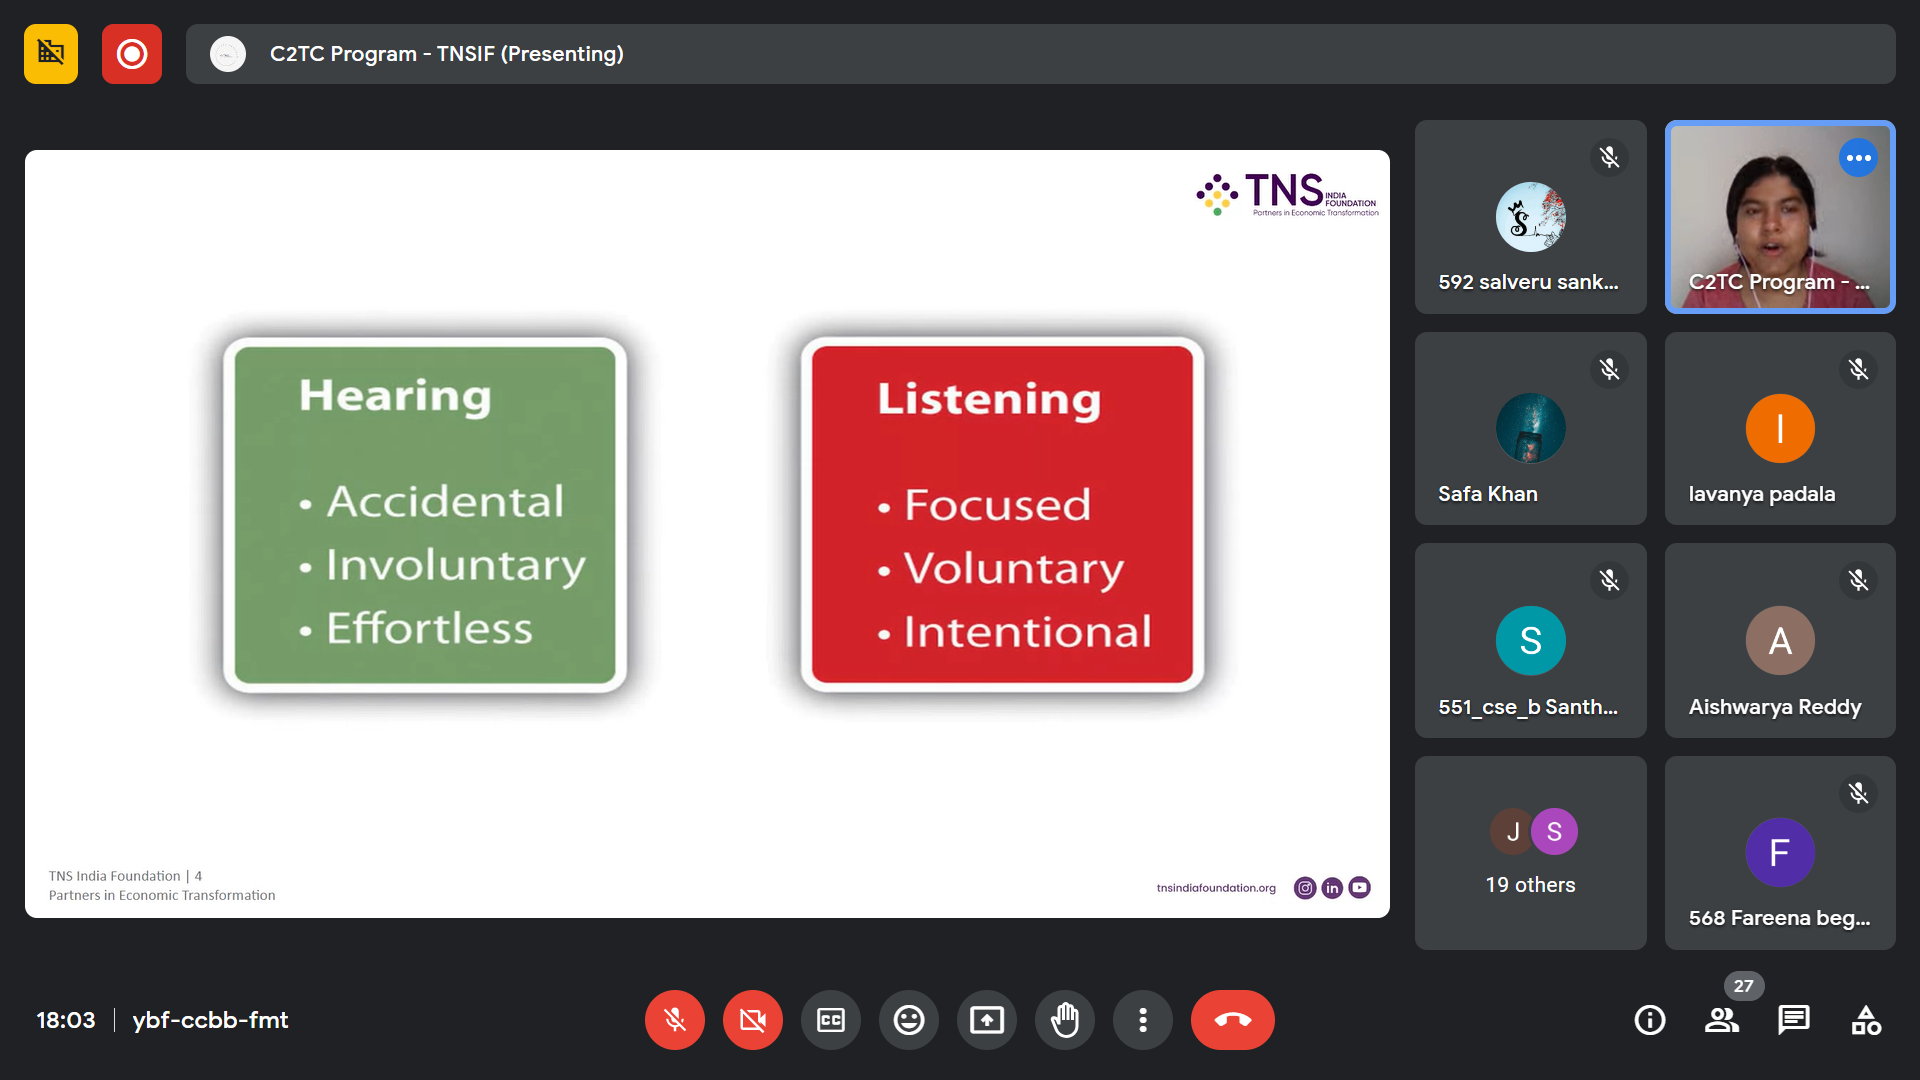 C2TC Program - TNSIF (Presenting)
TNS INDIA FOUNDATION
Partners in Economic Transformation
Hearing
• Accidental
• Involuntary
• Effortless
Listening
• Focused
• Voluntary
• Intentional
TNS India Foundation | 4
Partners in Economic Transformation
tnsindiafoundation.org
in
592 salveru sank...
C2TC Program - ...
Safa Khan
l
lavanya padala
S
551_cse_b Santh...
A
Aishwarya Reddy
J S
19 others
F
568 Fareena beg...
18:03 | ybf-ccbb-fmt
CC
27